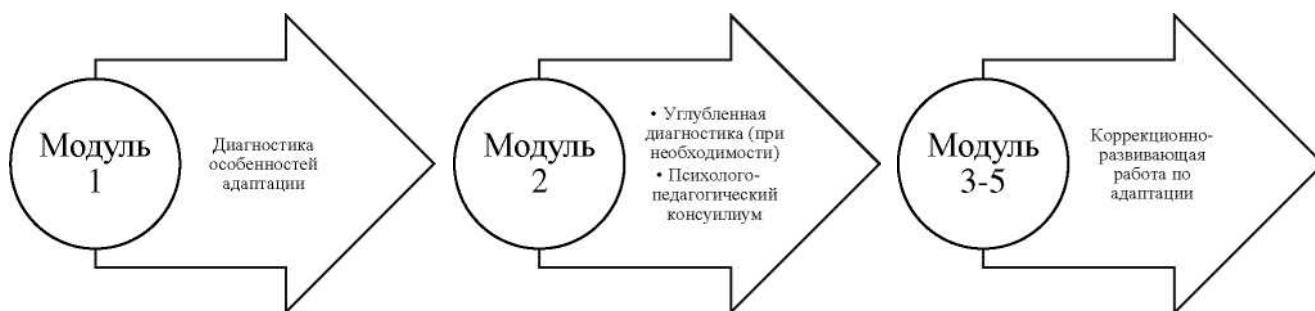 Модуль
1
Диагностика
особенностей
адаптации
Модуль
2
• Углубленная
диагностика (при
необходимости)
• Психолого-
педагогический
консуилиум
Модуль
3-5
Коррекционно-
развивающая
работа по
адаптации